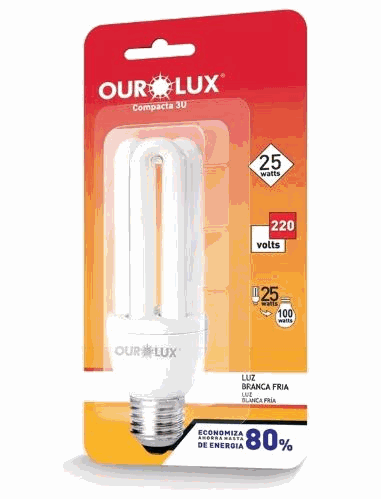 OUROLUX®
Compacta 3U
25
watts
220
volts
25
watts
100
watts
OUROLUX
LUZ
BRANCA FRIA
LUZ
BLANCA FRÍA
ECONOMIZA
AHORRA HASTA
DE ENERGIA
80%